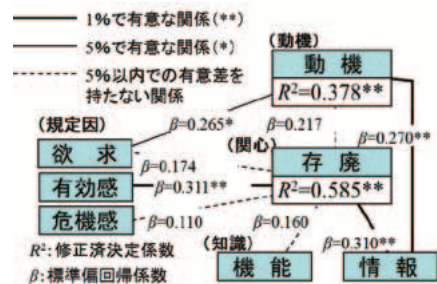 1%で有意な関係(**)
5%で有意な関係(*)
5%以内での有意差を
持たない関係
(動機)
動 機
R²=0.378**
β=0.265*
β=0.217
β=0.270**
(規定因)
欲 求
β=0.174
(関心)
存 廃
R²=0.585**
有効感
β=0.311**
危機感
β=0.110
β=0.160
β=0.310**
R²:修正済決定係数
β:標準偏回帰係数
(知識)
機 能
情 報